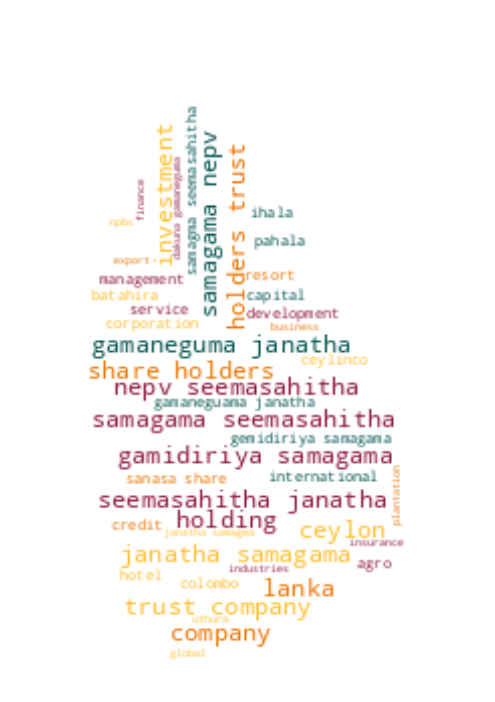 investment
samagma seemasahitha
samagama nepv
holders trust
dakuna gamaneguma
finance
npbs
ihala
pahala
export
resort
management
batahira
capital
service
development
corporation
business
gamaneguma janatha
ceylinco
share holders
nepv seemasahitha
gamaneguama janatha
samagama seemasahitha
gemidiriya samagama
gamidiriya samagama
sanasa share
international
plantation
seemasahitha janatha
holding
credit
ceylon
janatha samagma
insurance
janatha samagama
agro
industries
hotel
colombo
lanka
trust company
uthura
company
global